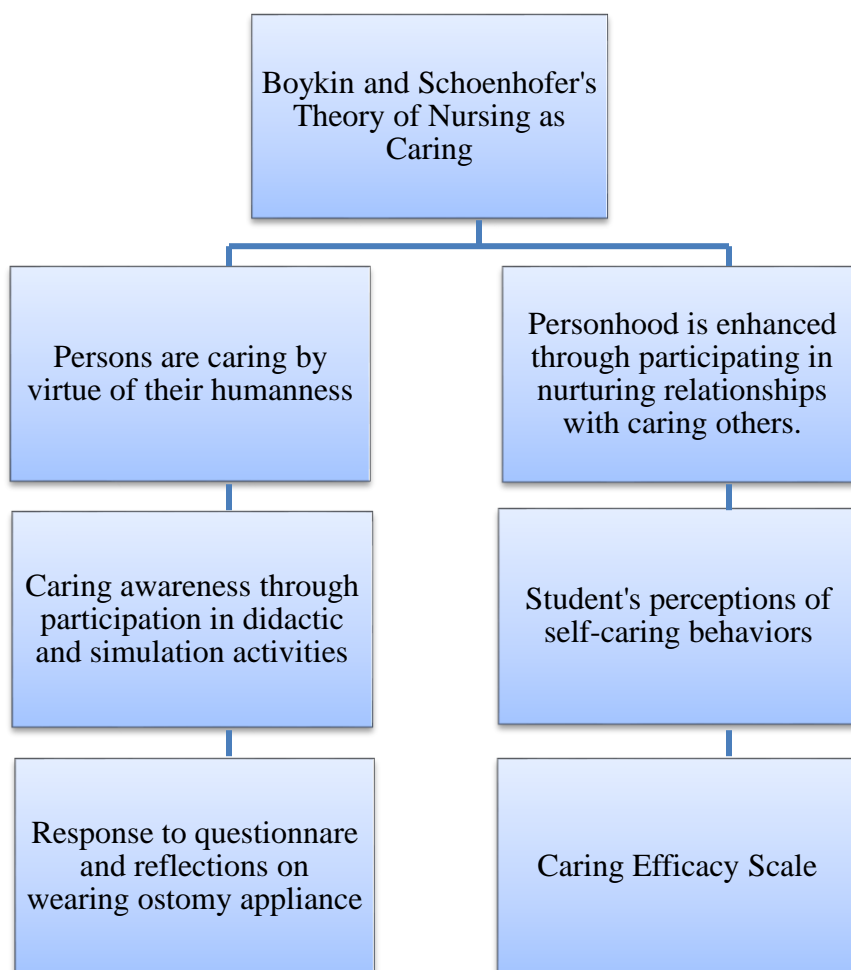 Boykin and Schoenhofer's
Theory of Nursing as
Caring
Persons are caring by
virtue of their humanness
Personhood is enhanced
through participating in
nurturing relationships
with caring others.
Caring awareness through
participation in didactic
and simulation activities
Student's perceptions of
self-caring behaviors
Response to questionnare
and reflections on
wearing ostomy appliance
Caring Efficacy Scale